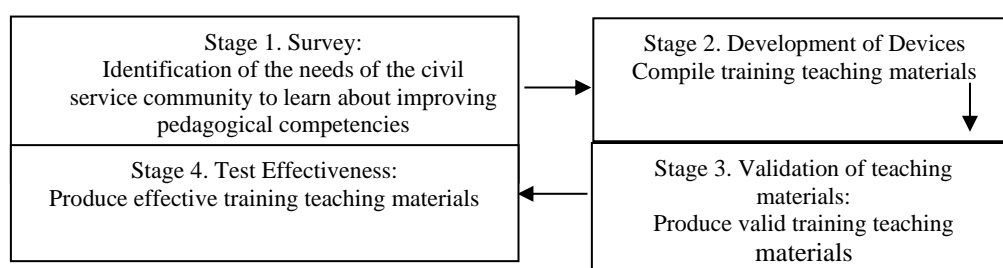 Stage 1. Survey:
Identification of the needs of the civil
service community to learn about improving
pedagogical competencies
Stage 2. Development of Devices
Compile training teaching materials
Stage 3. Validation of teaching
materials:
Produce valid training teaching
materials
Stage 4. Test Effectiveness:
Produce effective training teaching materials